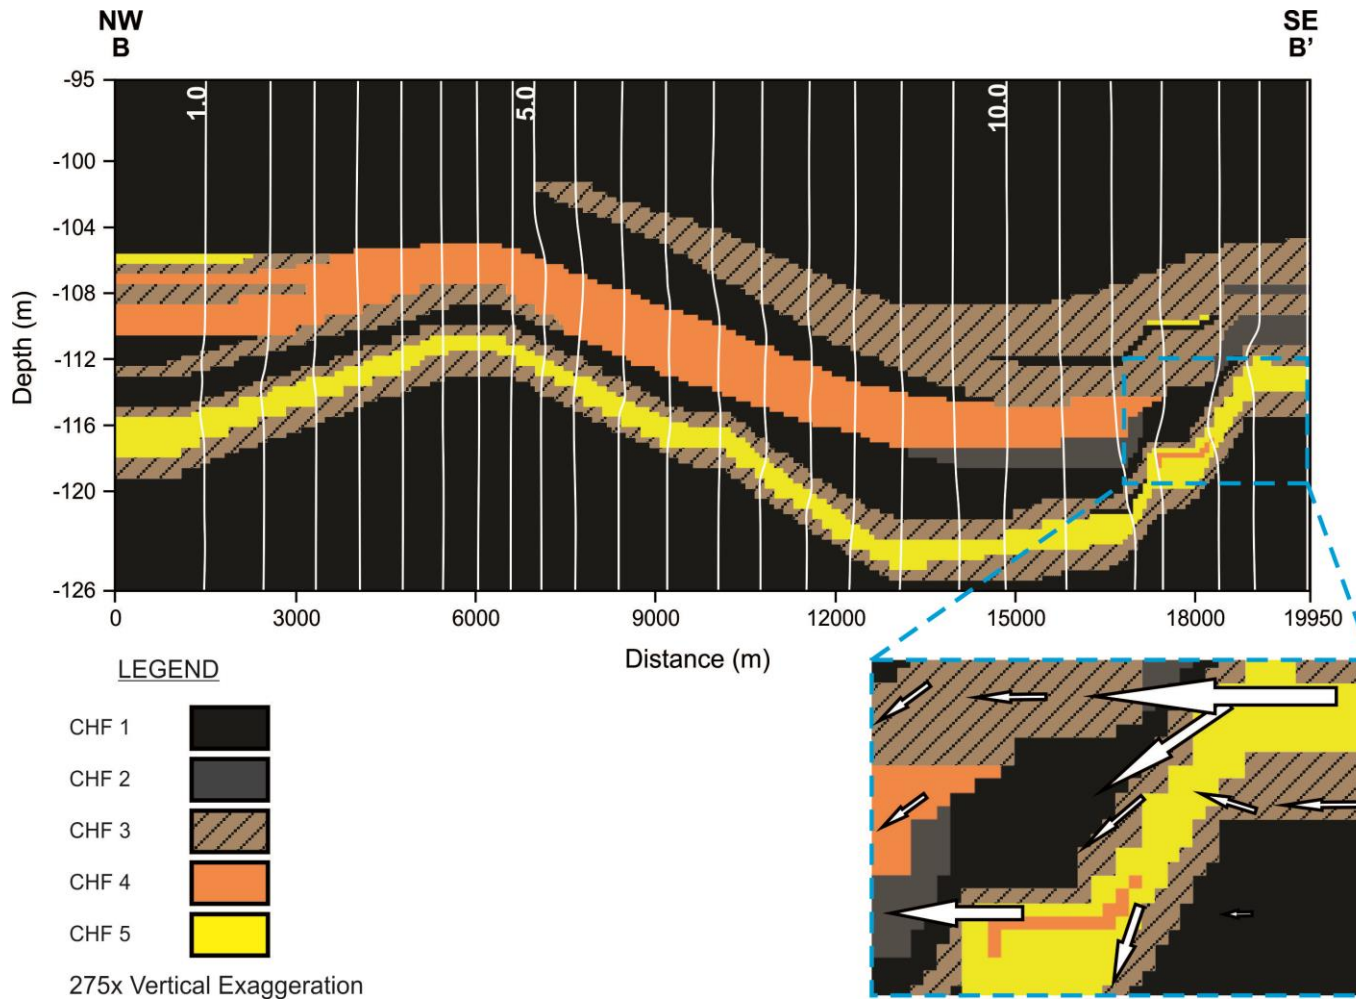 NW
B
SE
B'
-95
-100
-104
-108
-112
-116
-120
-126
Depth (m)
1.0
5.0
10.0
0
3000
6000
9000
12000
15000
18000
19950
Distance (m)
LEGEND
CHF 1
CHF 2
CHF 3
CHF 4
CHF 5
275x Vertical Exaggeration